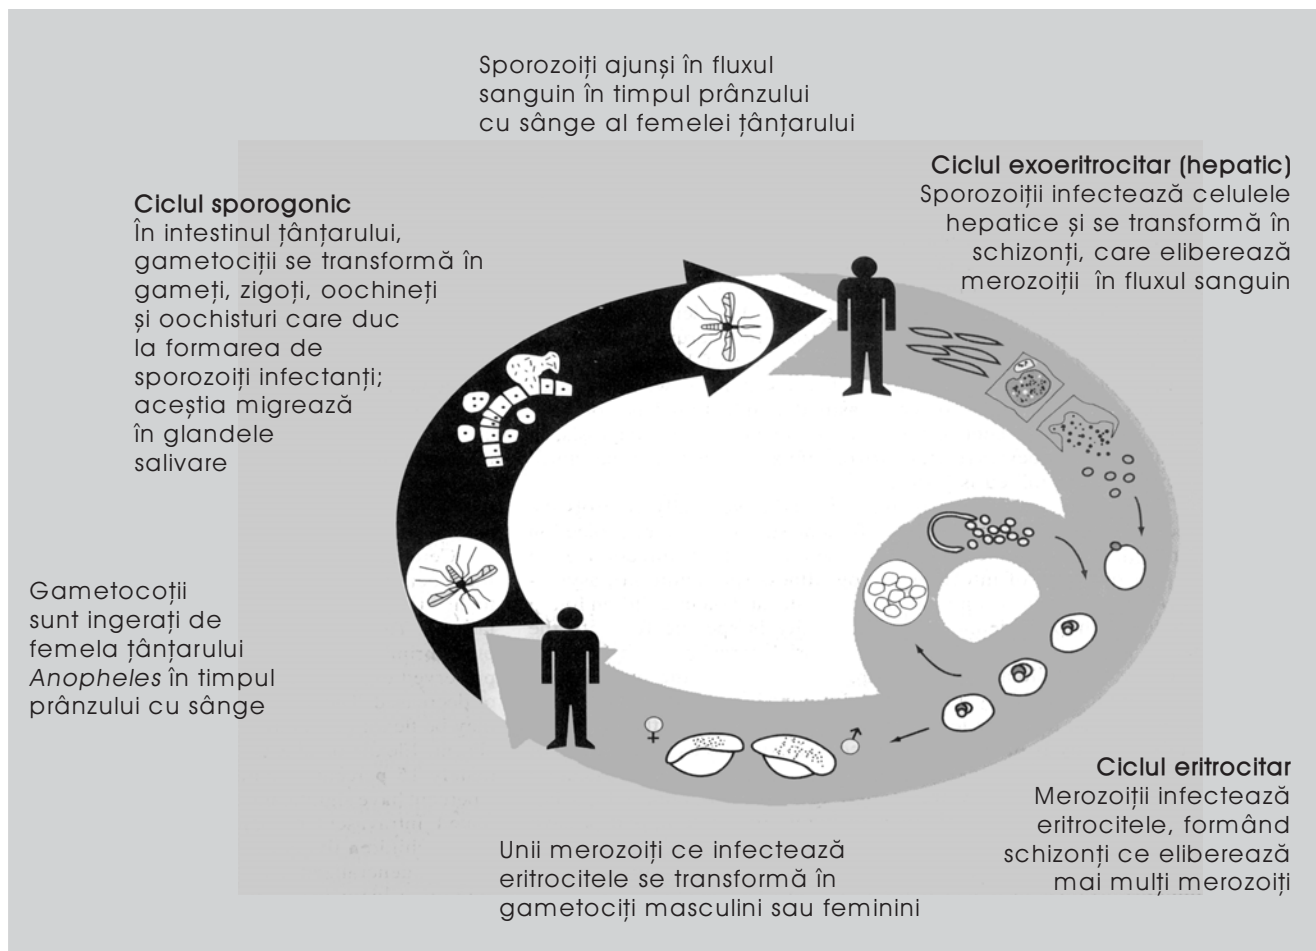 Sporozoiți ajunși în fluxul
sanguin în timpul prânzului
cu sânge al femelei țânțarului
Ciclul exoeritrocitar (hepatic)
Sporozoiții infectează celulele
hepatice și se transformă în
schizonți, care eliberează
merozoiții în fluxul sanguin
Ciclul sporogonic
În intestinul țânțarului,
gametociții se transformă în
gameți, zigoți, oochineți
și oochisturi care duc
la formarea de
sporozoiți infectanți;
aceștia migrează
în glandele
salivare
Gametocoții
sunt ingerați de
femela țânțarului
Anopheles în timpul
prânzului cu sânge
Ciclul eritrocitar
Merozoiții infectează
eritrocitele, formând
schizonți ce eliberează
mai mulți merozoiți
Unii merozoiți ce infectează
eritrocitele se transformă în
gametociți masculini sau feminini